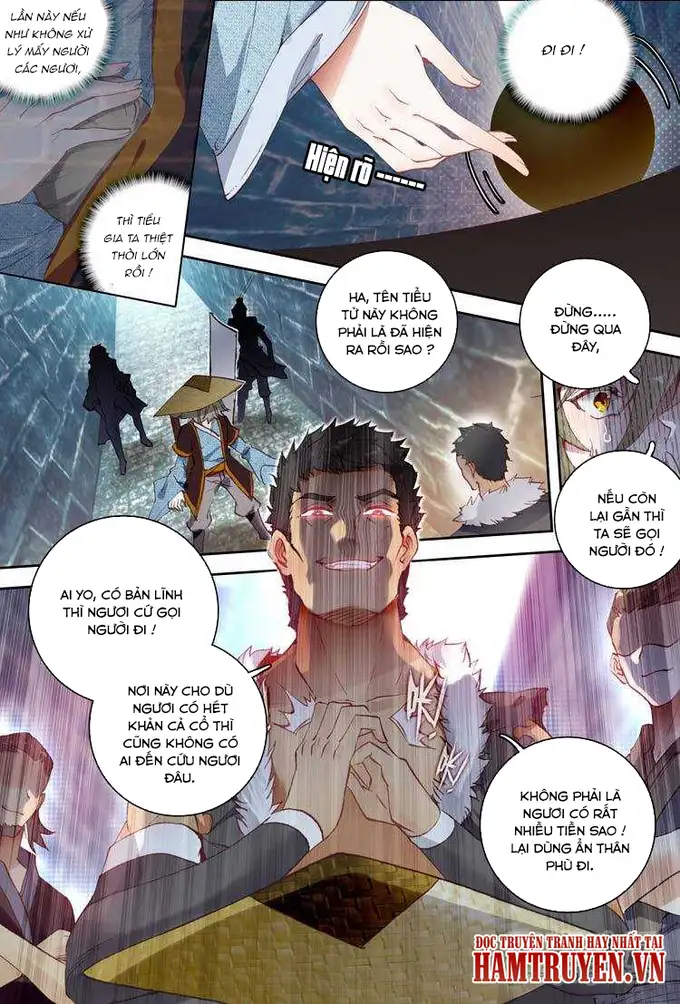 LẦN NÀY NẾU
NHƯ KHÔNG XỬ
LÝ MẤY NGƯỜI
CÁC NGƯƠI,
THÌ TIỂU
GIA TA THIỆT
THÒI LỚN
RỒI !
ĐI ĐI !
Hiện rõ ------
HA, TÊN TIỂU
TỬ NÀY KHÔNG
PHẢI LÀ ĐÃ HIỆN
RA RỒI SAO ?
ĐỪNG.....
ĐỪNG QUA
ĐÂY,
NẾU CÒN
LẠI GẦN THÌ
TA SẼ GỌI
NGƯỜI ĐÓ !
AI YO, CÓ BẢN LĨNH
THÌ NGƯƠI CỨ GỌI
NGƯỜI ĐI !
NƠI NÀY CHO DÙ
NGƯƠI CÓ HÉT
KHẢN CẢ CỔ THÌ
CŨNG KHÔNG CÓ
AI ĐẾN CỨU NGƯƠI
ĐÂU.
KHÔNG PHẢI LÀ
NGƯƠI CÓ RẤT
NHIỀU TIỀN SAO !
LẠI DÙNG ẨN THÂN
PHÙ ĐI.
ĐỌC TRUYỆN TRANH HAY NHẤT TẠI
HAMTRUYEN.VN